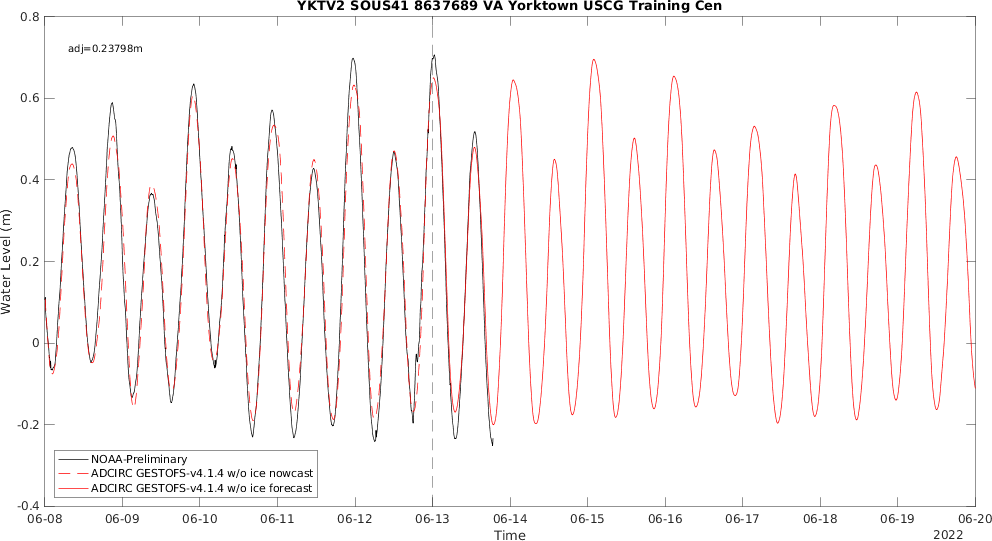 YKTV2 SOUS41 8637689 VA Yorktown USCG Training Cen
0.8
adj=0.23798m
0.6
0.4
0.2
0
-0.2
-0.4
Water Level (m)
NOAA-Preliminary
ADCIRC GESTOFS-v4.1.4 w/o ice nowcast
ADCIRC GESTOFS-v4.1.4 w/o ice forecast
06-08 06-09 06-10 06-11 06-12 06-13 06-14 06-15 06-16 06-17 06-18 06-19 06-20
Time
2022